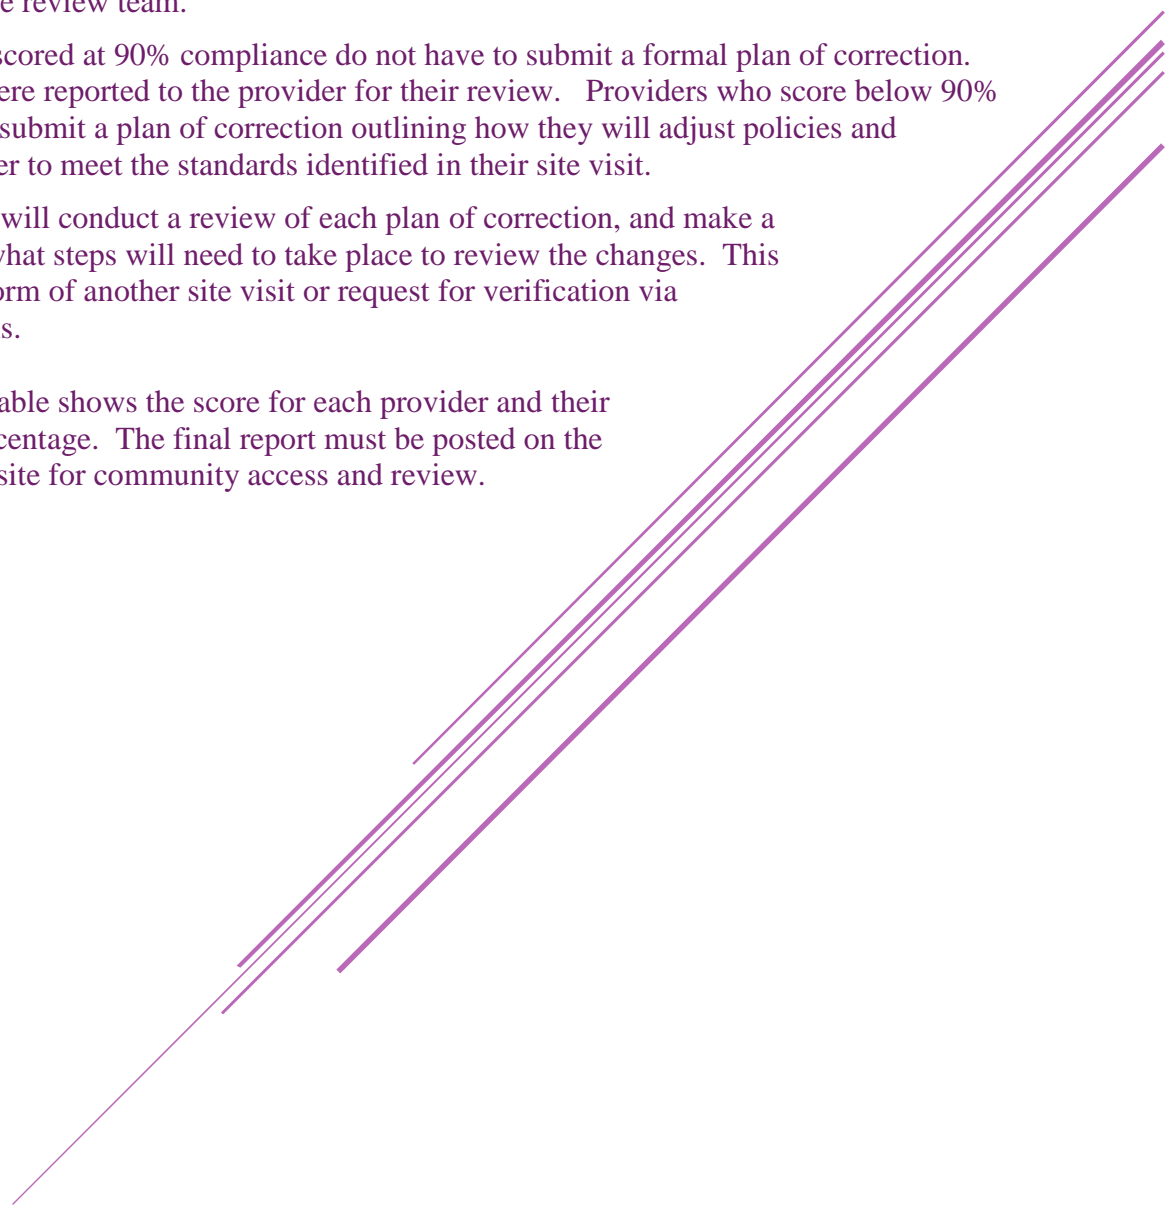 e review team.
scored at 90% compliance do not have to submit a formal plan of correction.
ere reported to the provider for their review.   Providers who score below 90%
submit a plan of correction outlining how they will adjust policies and
er to meet the standards identified in their site visit.
will conduct a review of each plan of correction, and make a
what steps will need to take place to review the changes.  This
orm of another site visit or request for verification via
s.
able shows the score for each provider and their
centage.  The final report must be posted on the
site for community access and review.